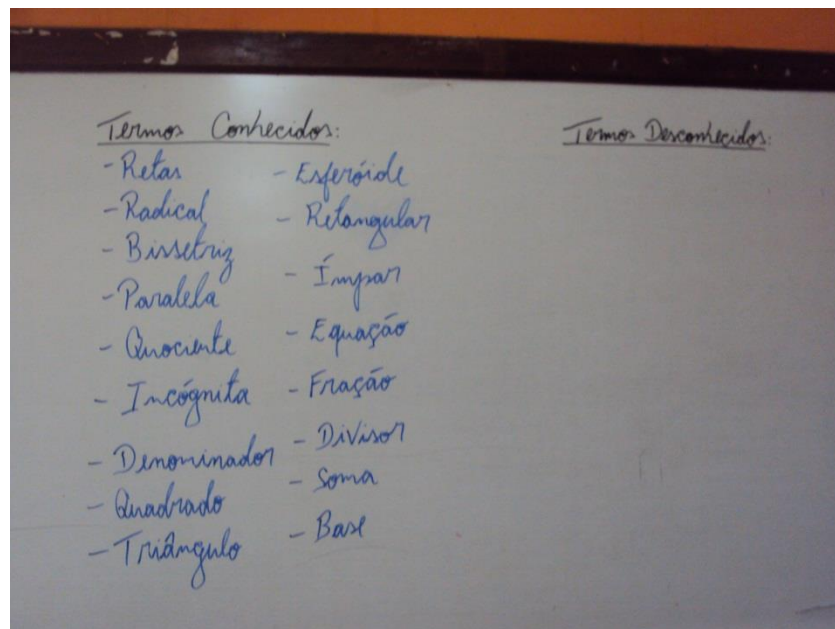 Termos Conhecidos:
- Retas
- Radical
- Bissetriz
- Paralela
- Quociente
- Incógnita
- Denominador
- Quadrado
- Triângulo
- Esferóide
- Retangular
- Ímpar
- Equação
- Fração
- Divisor
- Soma
- Base
Termos Desconhecidos: